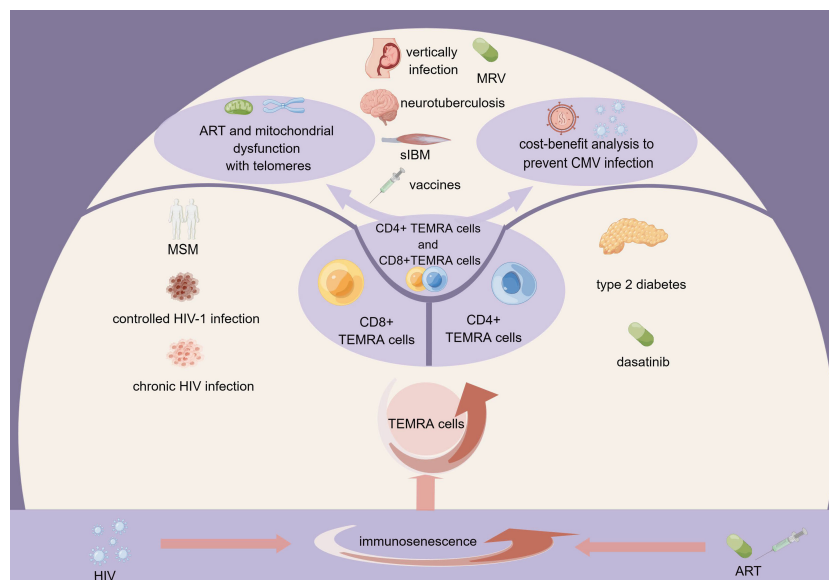 vertically
infection
MRV
neurotuberculosis
ART and mitochondrial
dysfunction
with telomeres
sIBM
cost-benefit analysis to
prevent CMV infection
vaccines
CD4+ TEMRA cells
and
CD8+TEMRA cells
MSM
type 2 diabetes
controlled HIV-1 infection
CD8+
TEMRA cells
CD4+
TEMRA cells
dasatinib
chronic HIV infection
TEMRA cells
immunosenescence
HIV
ART